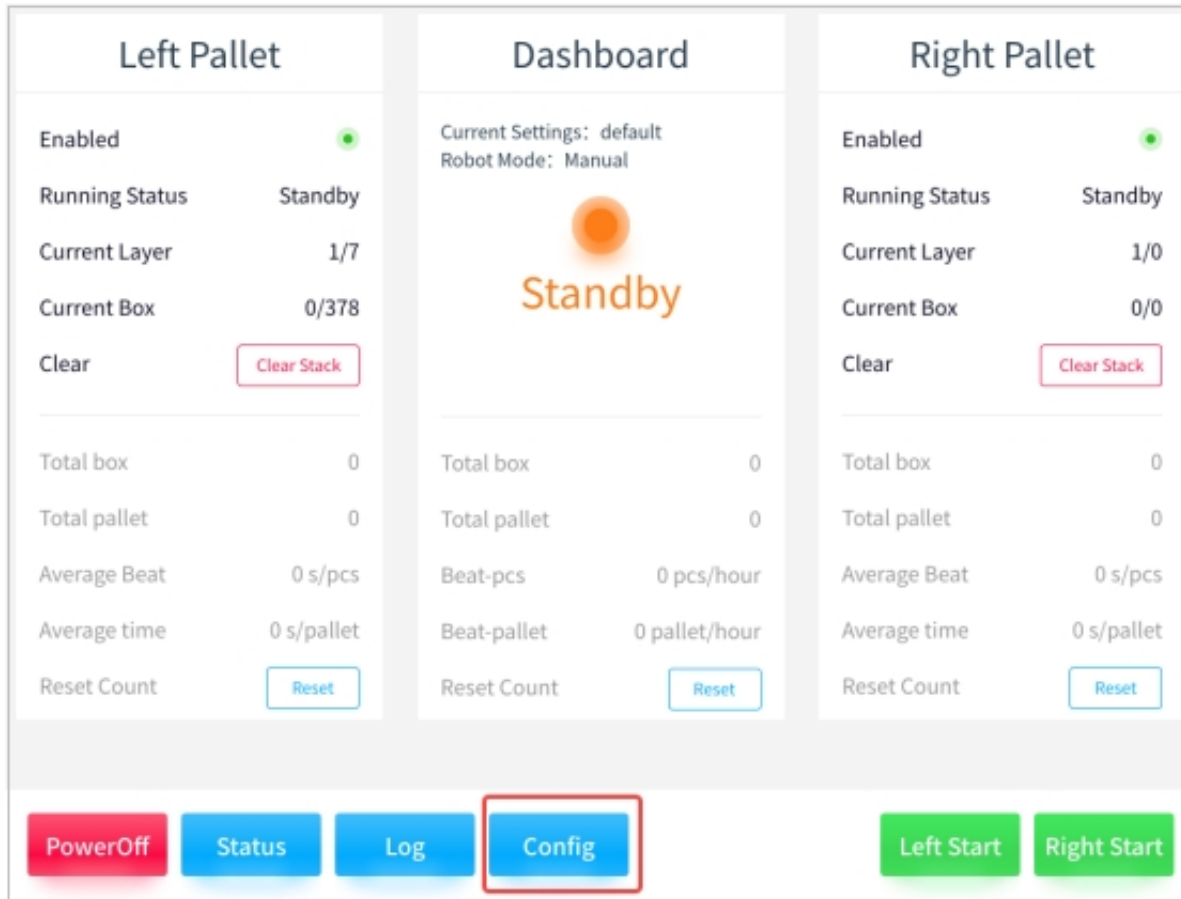 Left Pallet
Enabled
Running Status Standby
Current Layer 1/7
Current Box 0/378
Clear Clear Stack
Total box 0
Total pallet 0
Average Beat 0 s/pcs
Average time 0 s/pallet
Reset Count Reset
Dashboard
Current Settings: default
Robot Mode: Manual
Standby
Total box 0
Total pallet 0
Beat-pcs 0 pcs/hour
Beat-pallet 0 pallet/hour
Reset Count Reset
Right Pallet
Enabled
Running Status Standby
Current Layer 1/0
Current Box 0/0
Clear Clear Stack
Total box 0
Total pallet 0
Average Beat 0 s/pcs
Average time 0 s/pallet
Reset Count Reset
PowerOff Status Log Config Left Start Right Start